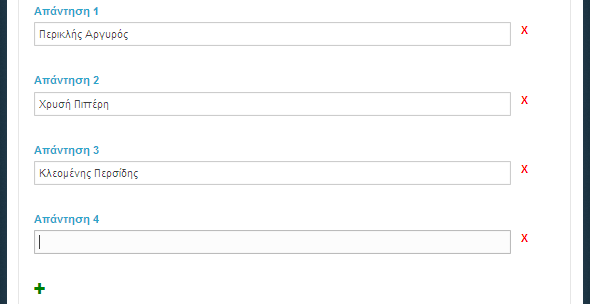 Απάντηση 1
Περικλής Αργυρός
X
Απάντηση 2
Χρυσή Πιπέρη
X
Απάντηση 3
Κλεομένης Περσίδης
X
Απάντηση 4
X